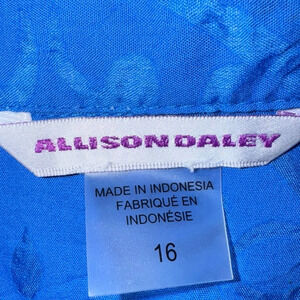 ALLISON DALEY
MADE IN INDONESIA
FABRIQUÉ EN
INDONÉSIE
16